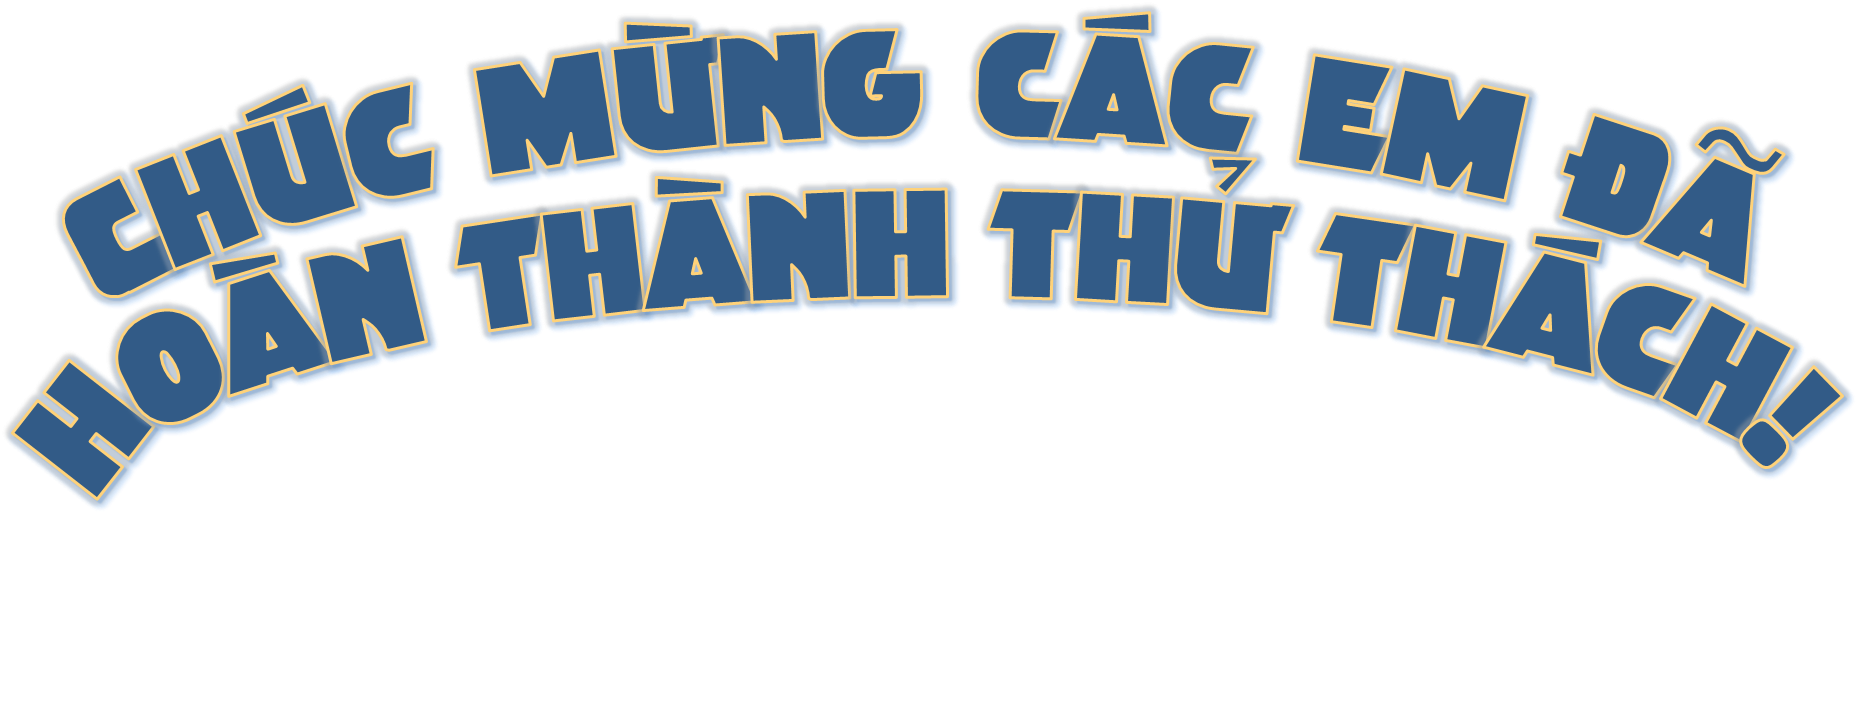 CHÚC MỪNG CÁC EM ĐÃ
HOÀN THÀNH THỬ THÁCH!